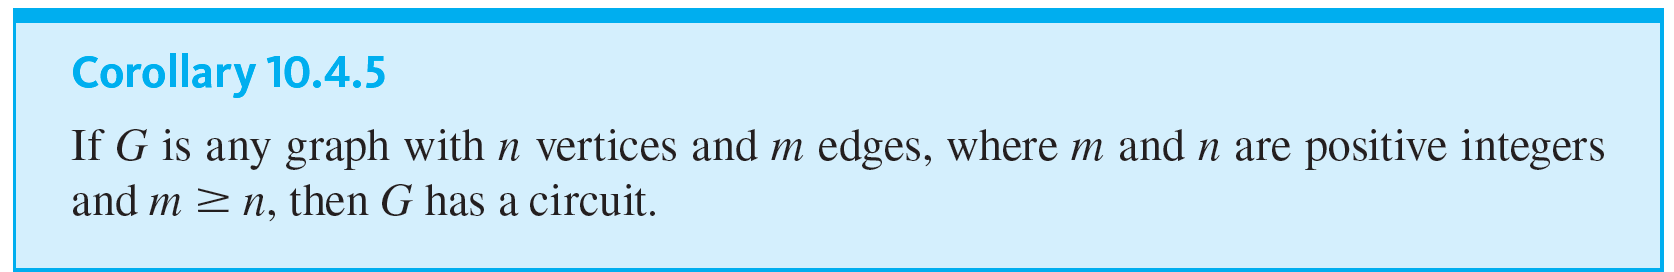 Corollary 10.4.5
If G is any graph with n vertices and m edges, where m and n are positive integers
and m ≥ n, then G has a circuit.